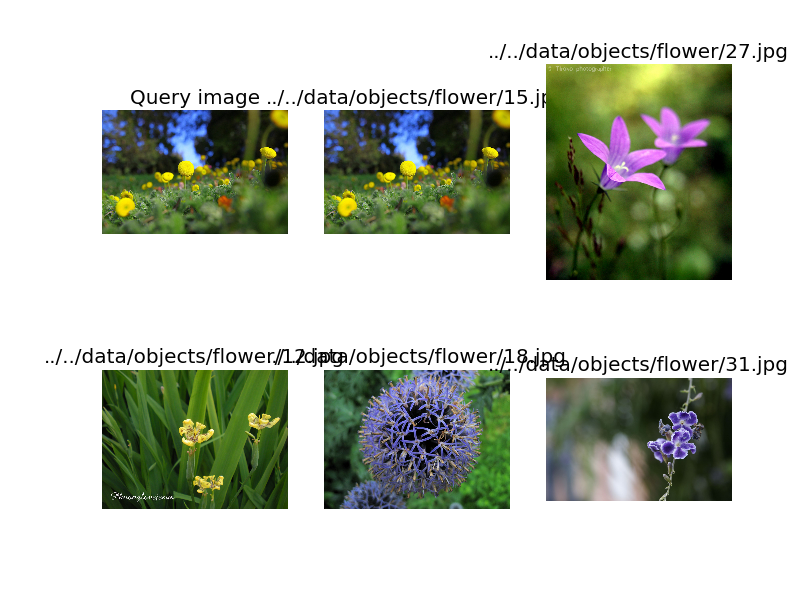 ../../data/objects/flower/27.jpg
Query image
../../data/objects/flower/15.jp
../../data/objects/flower/12.jpg
../../data/objects/flower/18.jpg
../../data/objects/flower/31.jpg